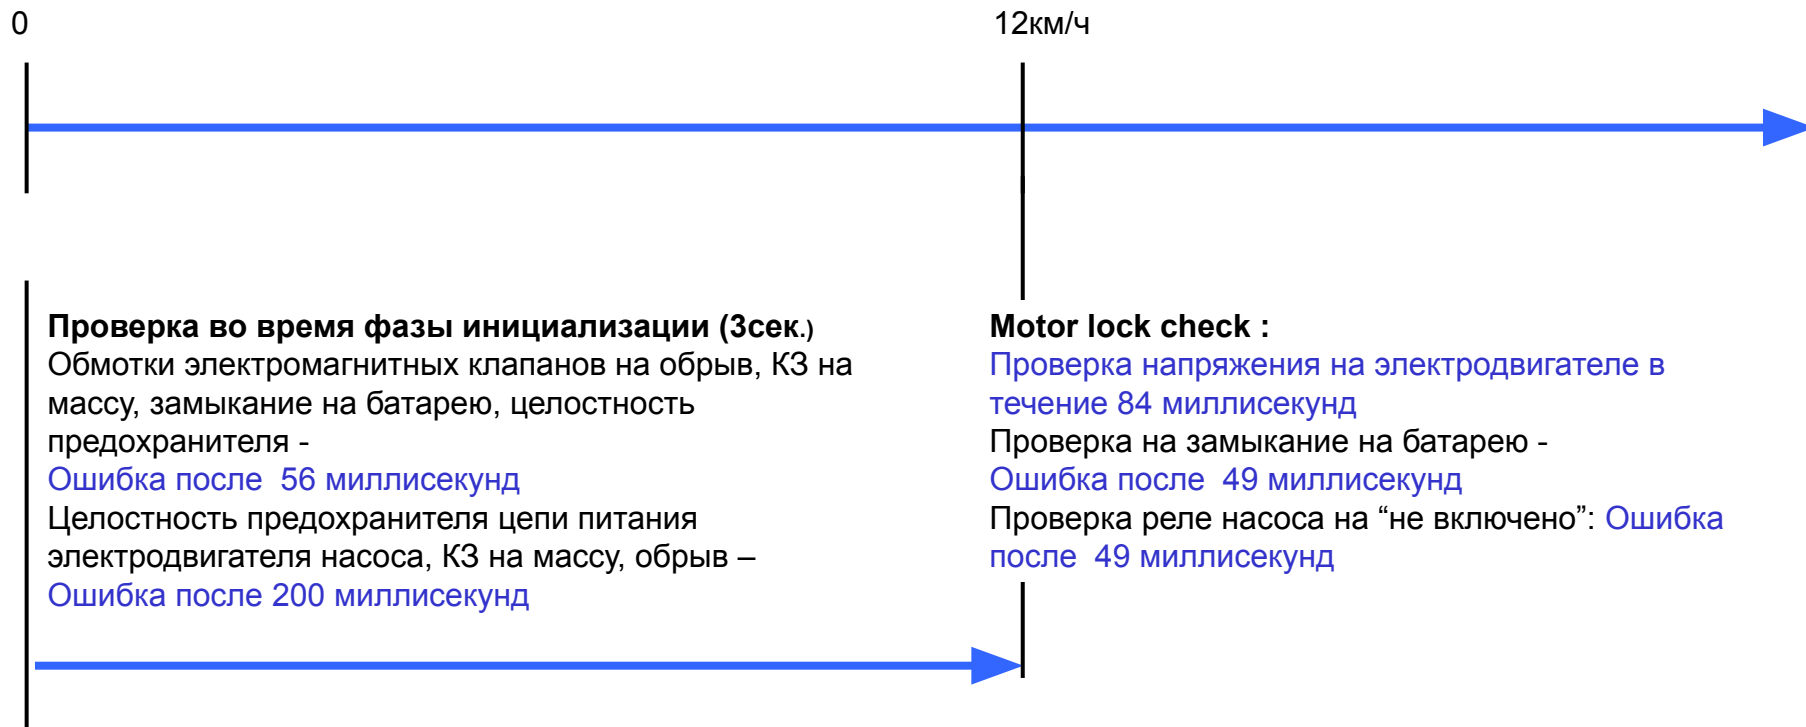 0
12км/ч
Проверка во время фазы инициализации (3сек.)
Обмотки электромагнитных клапанов на обрыв, КЗ на
массу, замыкание на батарею, целостность
предохранителя -
Ошибка после  56 миллисекунд
Целостность предохранителя цепи питания
электродвигателя насоса, КЗ на массу, обрыв –
Ошибка после 200 миллисекунд
Motor lock check :
Проверка напряжения на электродвигателе в
течение 84 миллисекунд
Проверка на замыкание на батарею -
Ошибка после  49 миллисекунд
Проверка реле насоса на “не включено”: Ошибка
после  49 миллисекунд